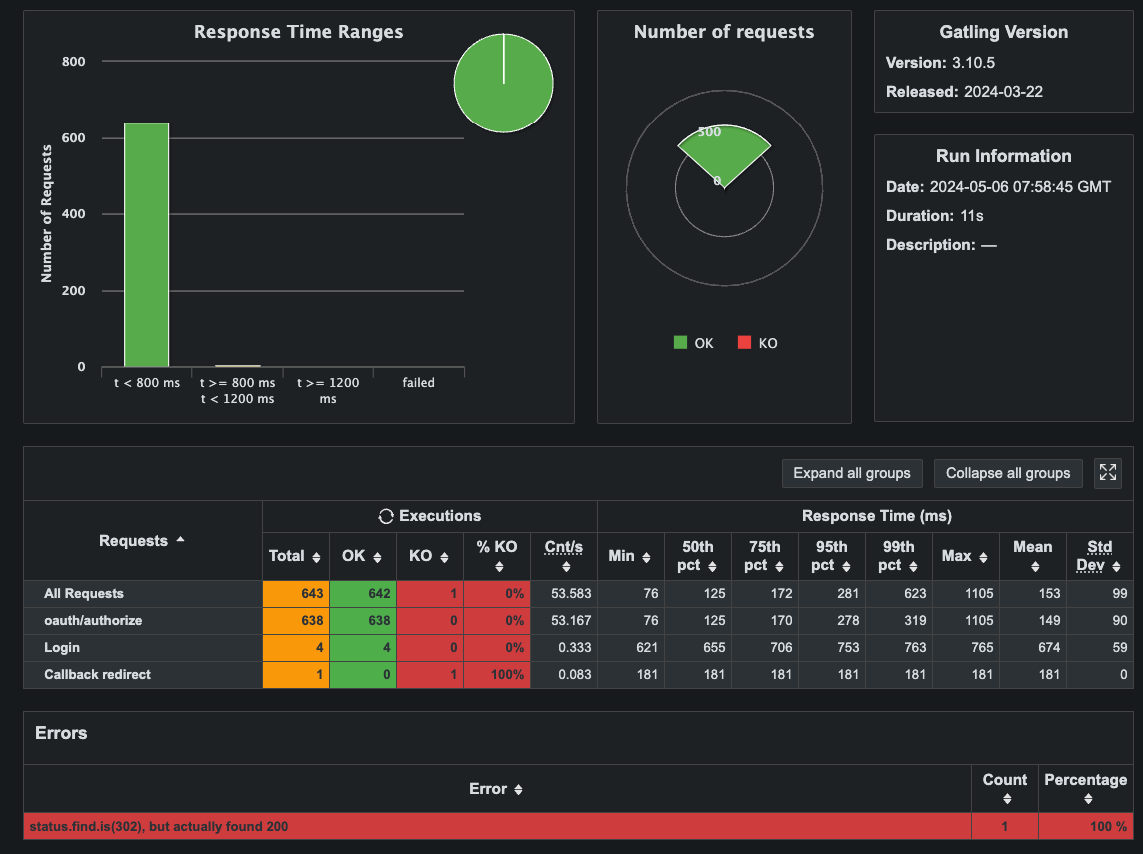 Response Time Ranges
Number of Requests
800
600
400
200
0
t < 800 ms
t >= 800 ms
t < 1200 ms
t >= 1200
ms
failed
Number of requests
500
0
OK
KO
Gatling Version
Version: 3.10.5
Released: 2024-03-22
Run Information
Date: 2024-05-06 07:58:45 GMT
Duration: 11s
Description: —
Expand all groups Collapse all groups
Requests Executions Response Time (ms)
Total OK KO % KO Cnt/s Min 50th pct 75th pct 95th pct 99th pct Max Mean Std Dev
All Requests 643 642 1 0% 53.583 76 125 172 281 623 1105 153 99
oauth/authorize 638 638 0 0% 53.167 76 125 170 278 319 1105 149 90
Login 4 4 0 0% 0.333 621 655 706 753 763 765 674 59
Callback redirect 1 0 1 100% 0.083 181 181 181 181 181 181 181 0
Errors
Error Count Percentage
status.find.is(302), but actually found 200 1 100 %